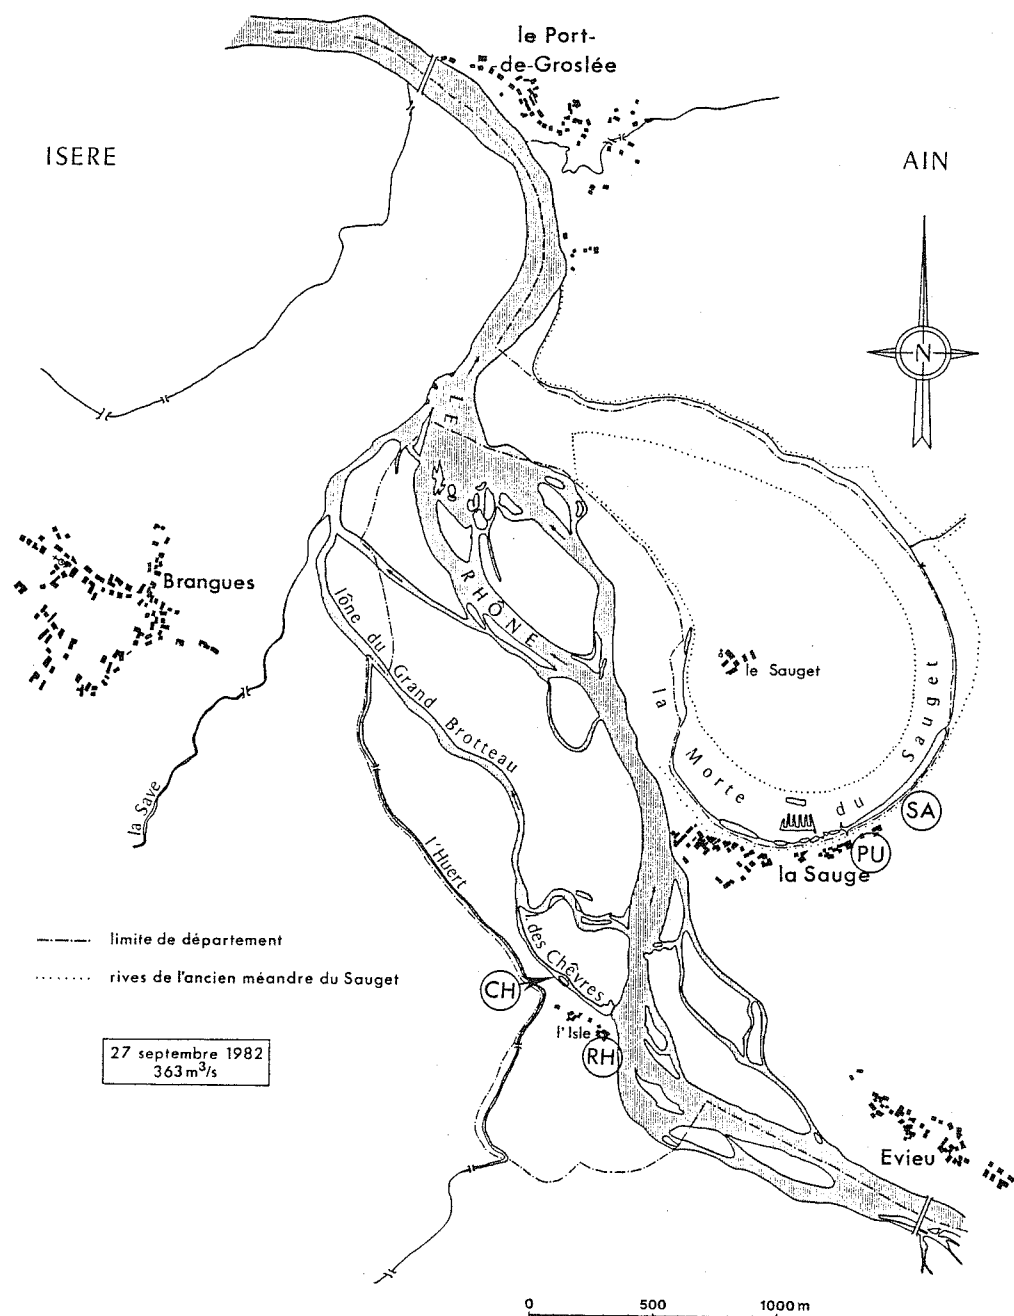 le Port-
de-Groslée
ISERE
AIN
N
LE
RHÔNE
Brangues
lône du Grand Brotteau
le Sauget
la Morte du Sauget
la Save
SA
PU
la Sauge
l'Huert
limite de département
rives de l'ancien méandre du Sauget
des Chêvres
CH
l'Isle
RH
27 septembre 1982
363 m³/s
Evieu
0 500 1000 m